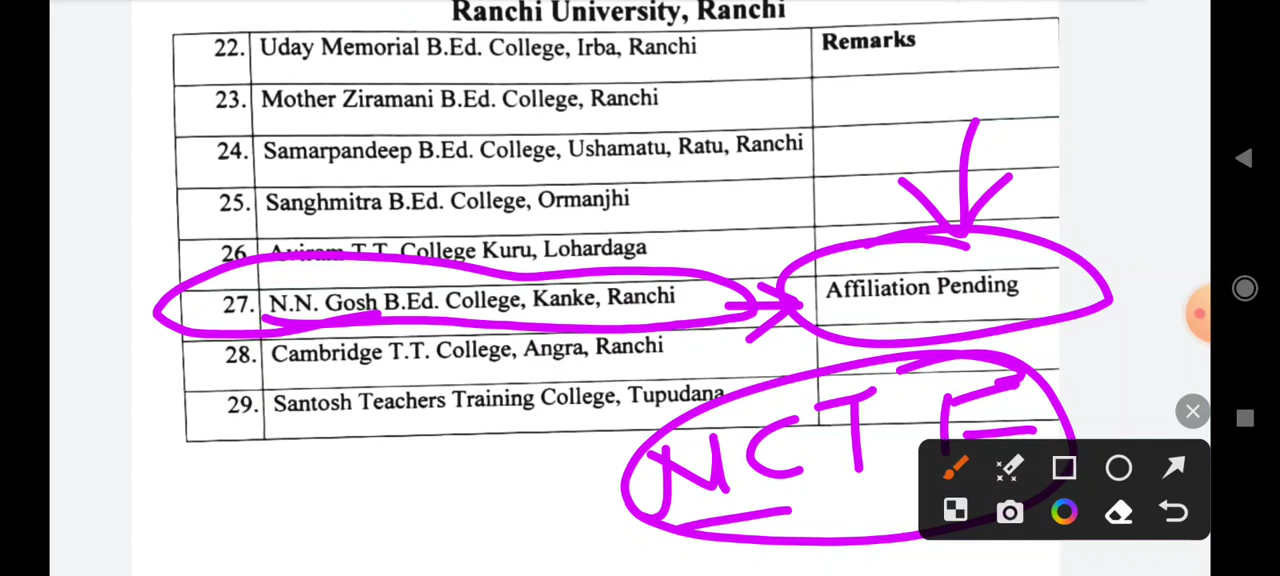 Ranchi University, Ranchi
22. Uday Memorial B.Ed. College, Irba, Ranchi Remarks
23. Mother Ziramani B.Ed. College, Ranchi
24. Samarpandeep B.Ed. College, Ushamatu, Ratu, Ranchi
25. Sanghmitra B.Ed. College, Ormanjhi
26. T.T. College Kuru, Lohardaga
27. N.N. Gosh B.Ed. College, Kanke, Ranchi Affiliation Pending
28. Cambridge T.T. College, Angra, Ranchi
29. Santosh Teachers Training College, Tupudana
NCTE